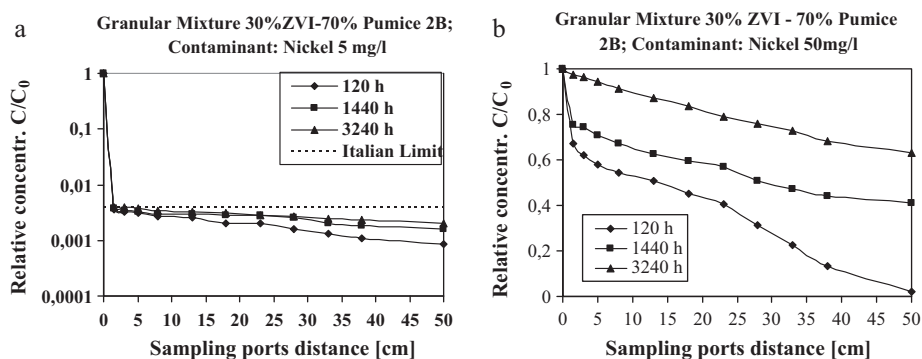 a
Granular Mixture 30%ZVI-70% Pumice 2B;
Contaminant: Nickel 5 mg/l
Relative concentr. C/C0
1
0,1
0,01
0,001
0,0001
120 h
1440 h
3240 h
Italian Limit
0 5 10 15 20 25 30 35 40 45 50
Sampling ports distance [cm]
b
Granular Mixture 30% ZVI - 70% Pumice
2B; Contaminant: Nickel 50mg/l
Relative concentr. C/C0
1
0,8
0,6
0,4
0,2
0
120 h
1440 h
3240 h
0 5 10 15 20 25 30 35 40 45 50
Sampling ports distance [cm]